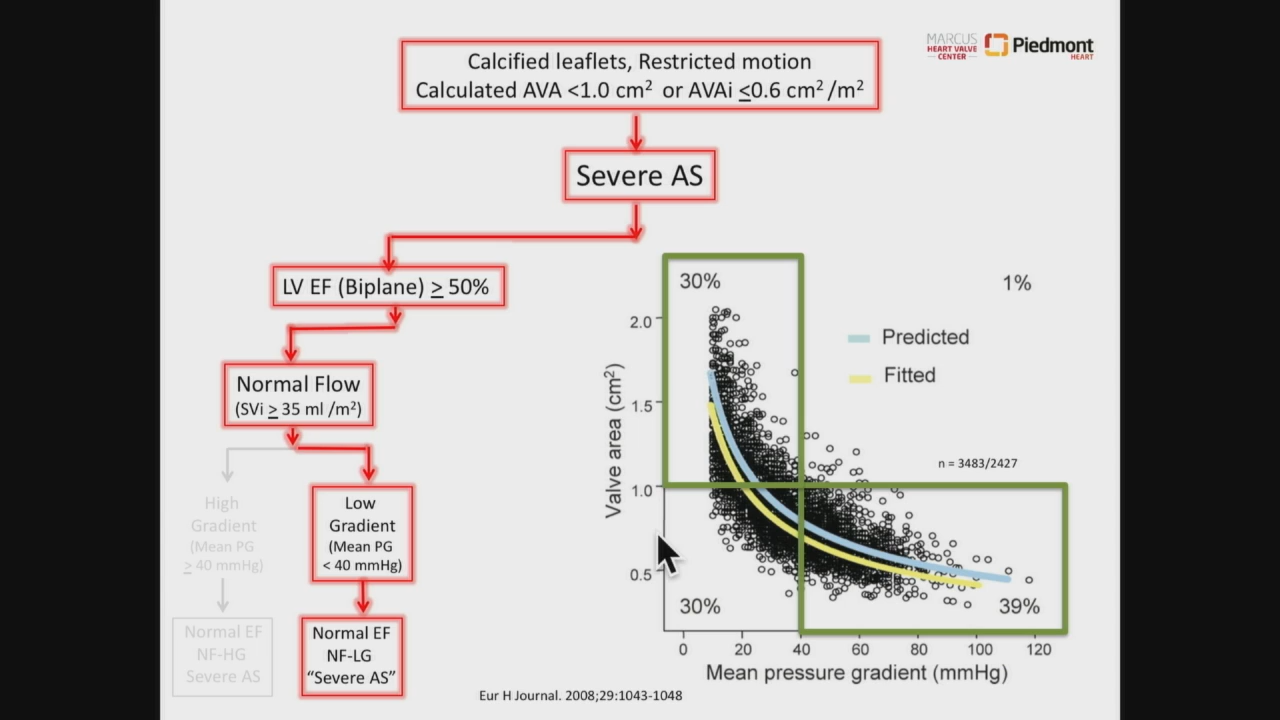 MARCUS
HEART VALVE
CENTER
Piedmont
HEART
Calcified leaflets, Restricted motion
Calculated AVA <1.0 cm² or AVAi ≤0.6 cm²/m²
Severe AS
LV EF (Biplane) ≥ 50%
Normal Flow
(SVi ≥ 35 ml /m²)
High
Gradient
(Mean PG
≥ 40 mmHg)
Normal EF
NF-HG
Severe AS
Low
Gradient
(Mean PG
< 40 mmHg)
Normal EF
NF-LG
“Severe AS”
30%
1%
Predicted
Fitted
n = 3483/2427
30%
39%
Valve area (cm²)
2.0
1.5
1.0
0.5
0 20 40 60 80 100 120
Mean pressure gradient (mmHg)
Eur H Journal. 2008;29:1043-1048